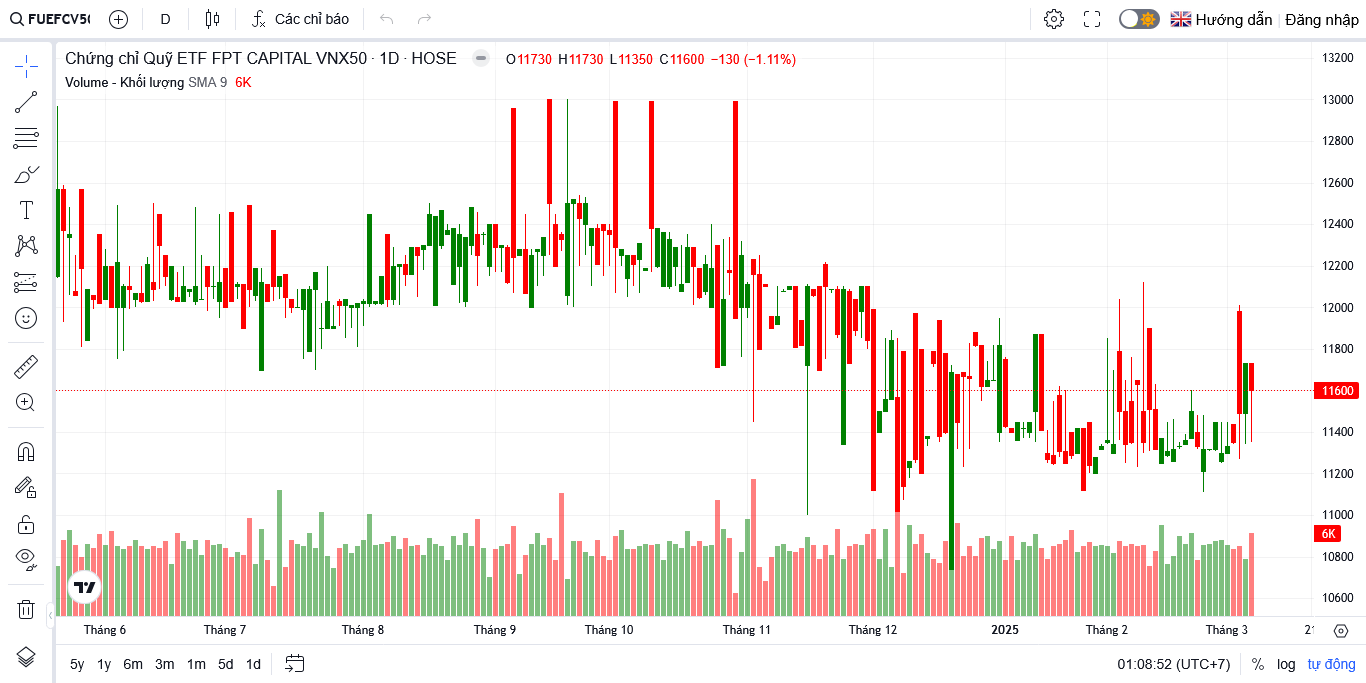 FUEFCV50 D Các chỉ báo Hướng dẫn Đăng nhập
Chứng chỉ Quỹ ETF FPT CAPITAL VNX50 · 1D · HOSE O11730 H11730 L11350 C11600 −130 (−1.11%)
Volume - Khối lượng SMA 9 6K
13200
13000
12800
12600
12400
12200
12000
11800
11600
11400
11200
11000
6K
10800
10600
Tháng 6 Tháng 7 Tháng 8 Tháng 9 Tháng 10 Tháng 11 Tháng 12 2025 Tháng 2 Tháng 3 21
5y 1y 6m 3m 1m 5d 1d 01:08:52 (UTC+7) % log tự động